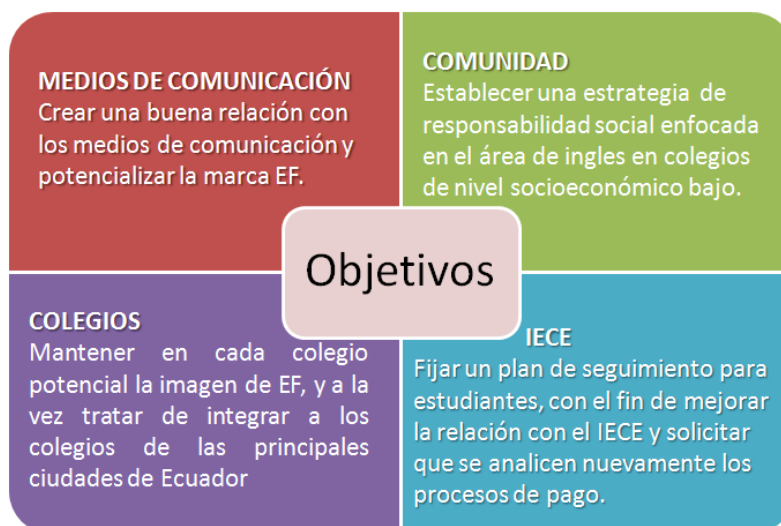 MEDIOS DE COMUNICACIÓN
Crear una buena relación con
los medios de comunicación y
potencializar la marca EF.
COMUNIDAD
Establecer una estrategia de
responsabilidad social enfocada
en el área de ingles en colegios
de nivel socioeconómico bajo.
Objetivos
COLEGIOS
Mantener en cada colegio
potencial la imagen de EF, y a la
vez tratar de integrar a los
colegios de las principales
ciudades de Ecuador
IECE
Fijar un plan de seguimiento para
estudiantes, con el fin de mejorar
la relación con el IECE y solicitar
que se analicen nuevamente los
procesos de pago.